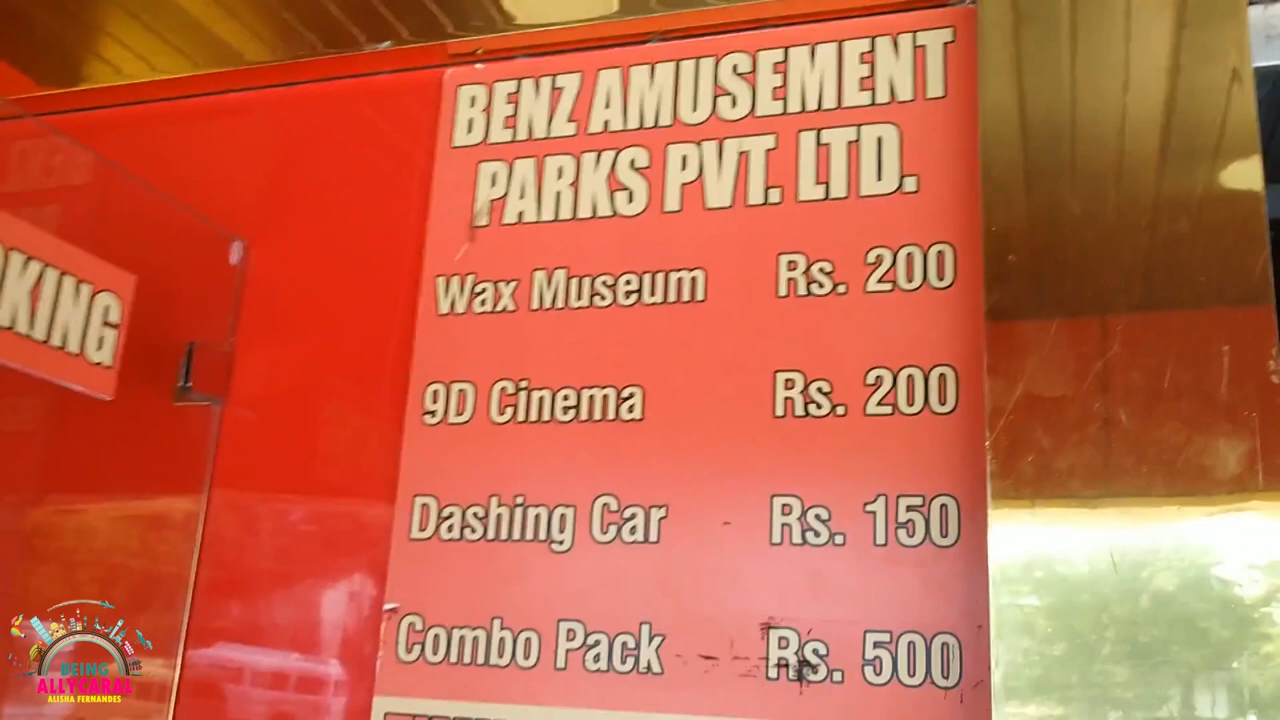 BENZ AMUSEMENT
PARKS PVT. LTD.
Wax Museum Rs. 200
9D Cinema Rs. 200
Dashing Car - Rs. 150
Combo Pack Rs. 500
KING
BEING
ALLYCARAL
ALISHA FERNANDES